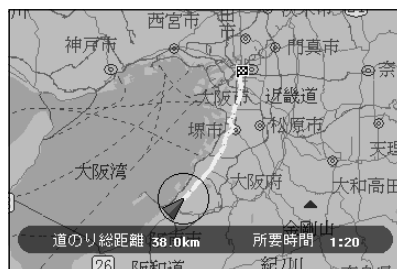 西宮市
神戸市
門真市
奈
大阪市
近畿道
堺市
松原市
天理
大阪湾
大阪府
大和高田
金剛山
道のり総距離 38.0km 所要時間 1:20
26
阪和道
紀ノ川